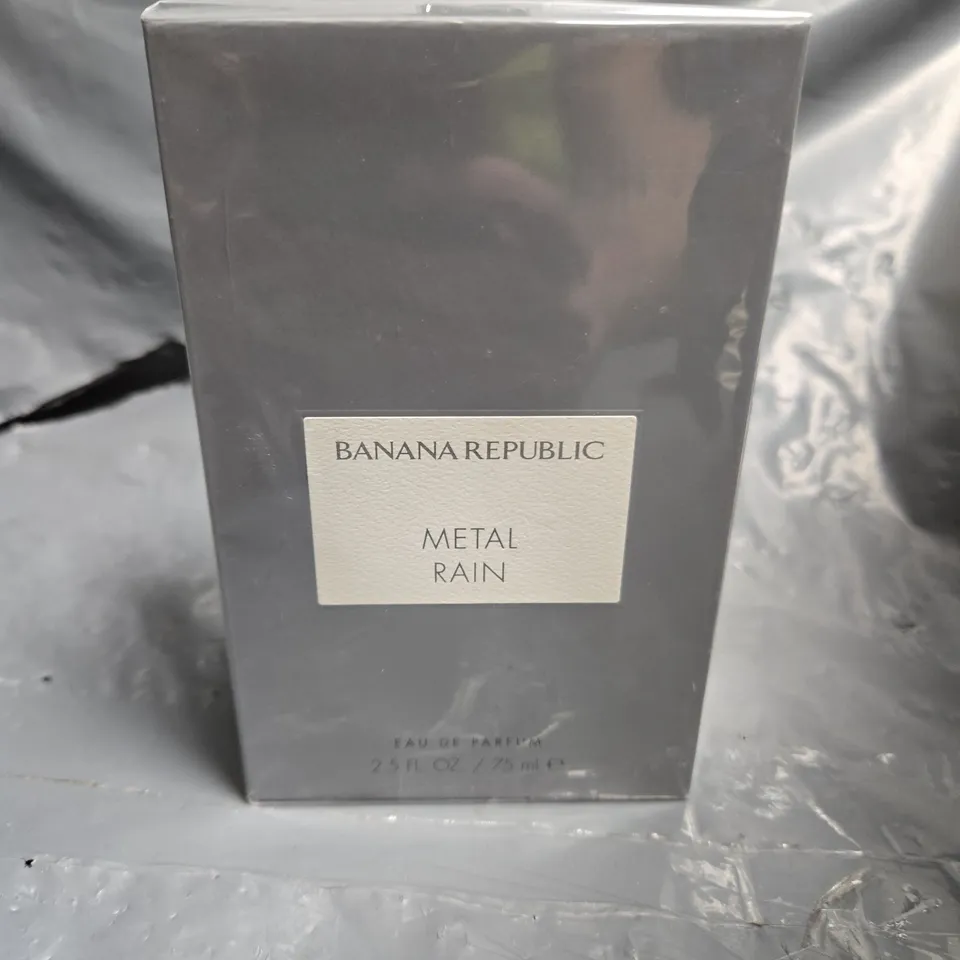 BANANA REPUBLIC
METAL
RAIN
EAU DE PARFUM
2.5 FL. OZ. / 75 ml ℮